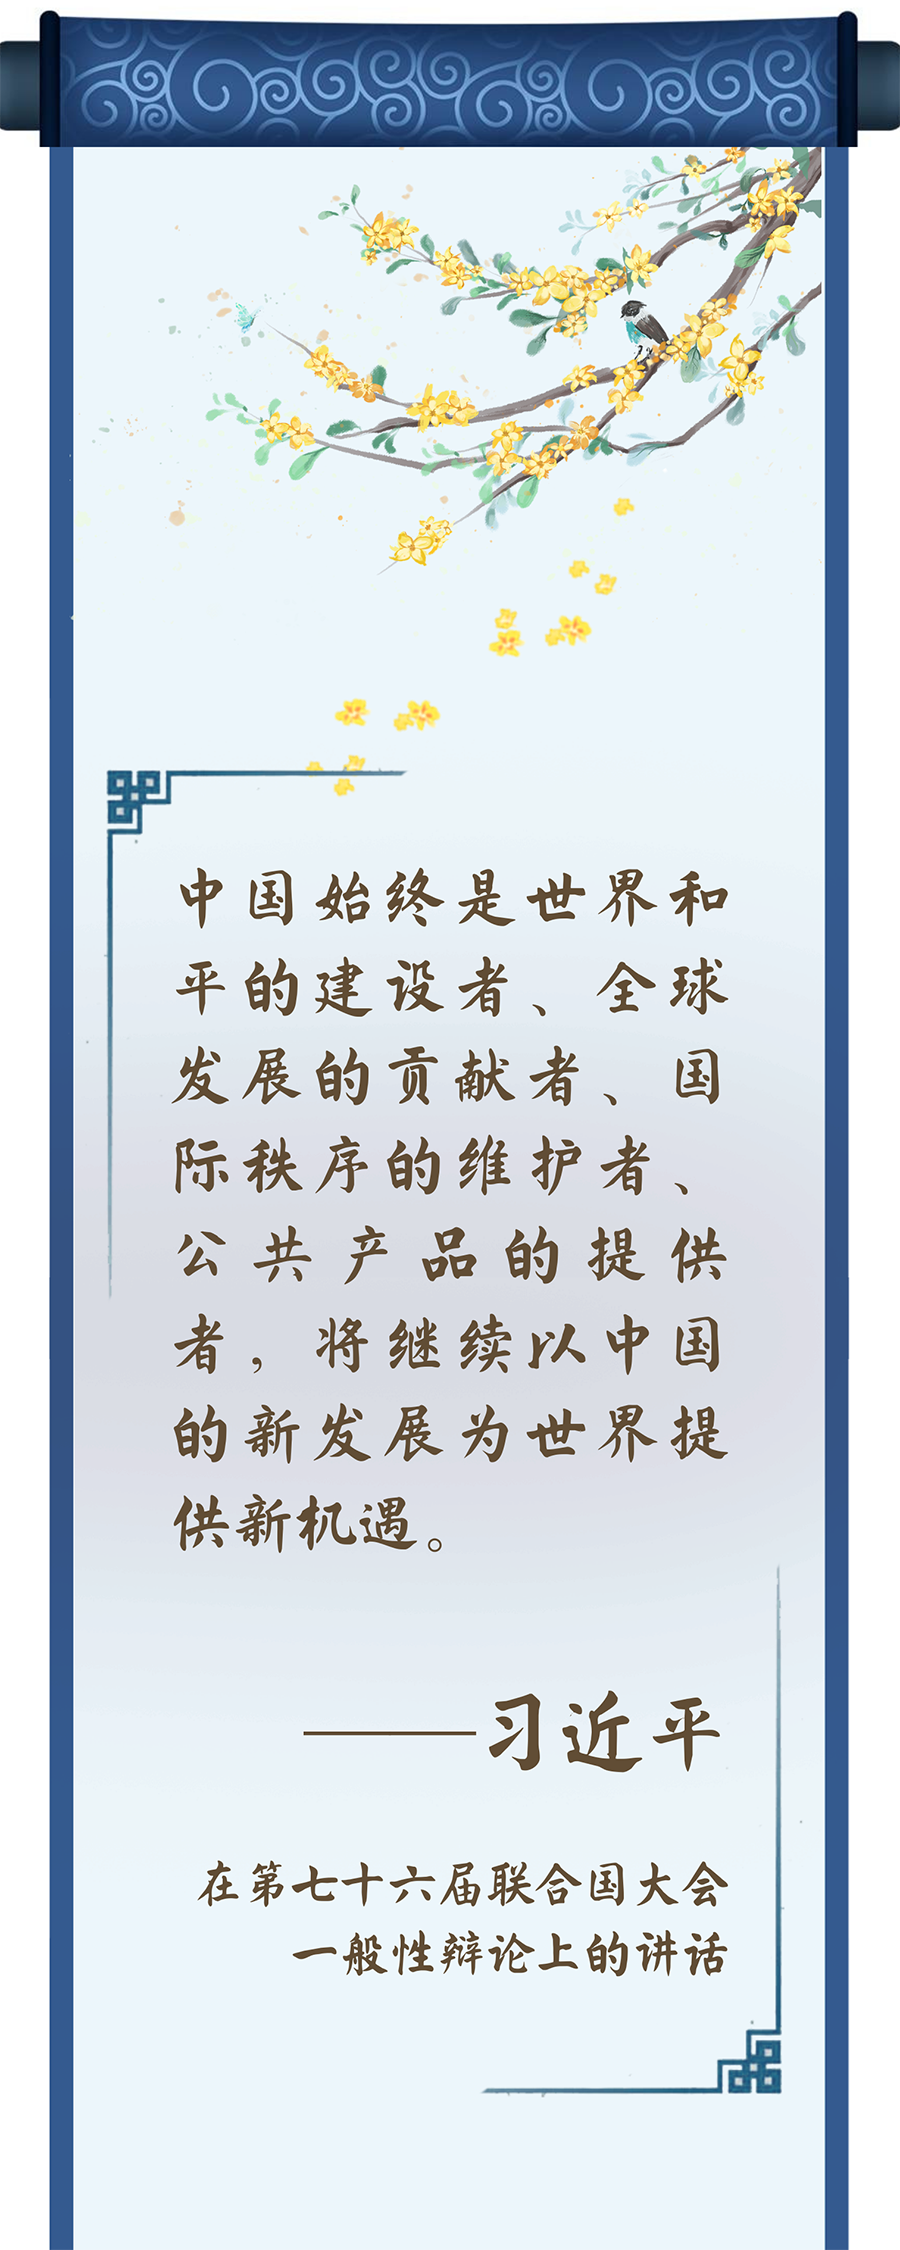 中国始终是世界和
平的建设者、全球
发展的贡献者、国
际秩序的维护者、
公共产品的提供
者，将继续以中国
的新发展为世界提
供新机遇。
——习近平
在第七十六届联合国大会
一般性辩论上的讲话